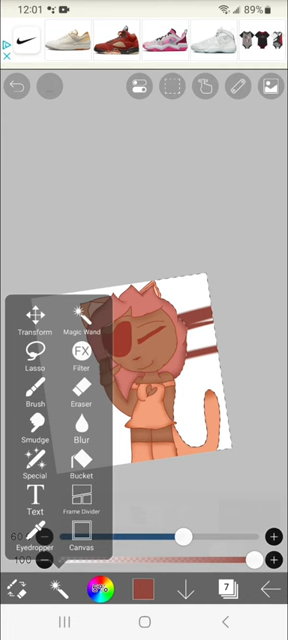 12:01
89%
Transform
Magic Wand
Lasso
FX
Filter
Brush
Eraser
Smudge
Blur
Special
Bucket
T
Text
Frame Divider
Eyedropper
Canvas
100
7